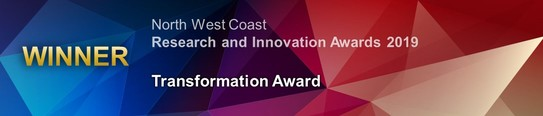 WINNER
North West Coast
Research and Innovation Awards 2019
Transformation Award